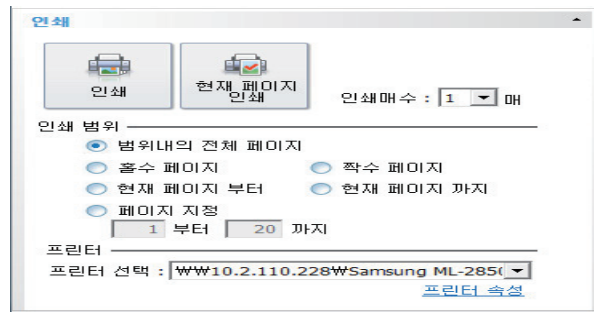 인쇄
인쇄
현재 페이지
인쇄
인쇄매수 : 1 매
인쇄 범위
범위내의 전체 페이지
홀수 페이지 짝수 페이지
현재 페이지 부터 현재 페이지 까지
페이지 지정
1 부터 20 까지
프린터
프린터 선택 : ₩₩10.2.110.228₩Samsung ML-285(
프린터 속성